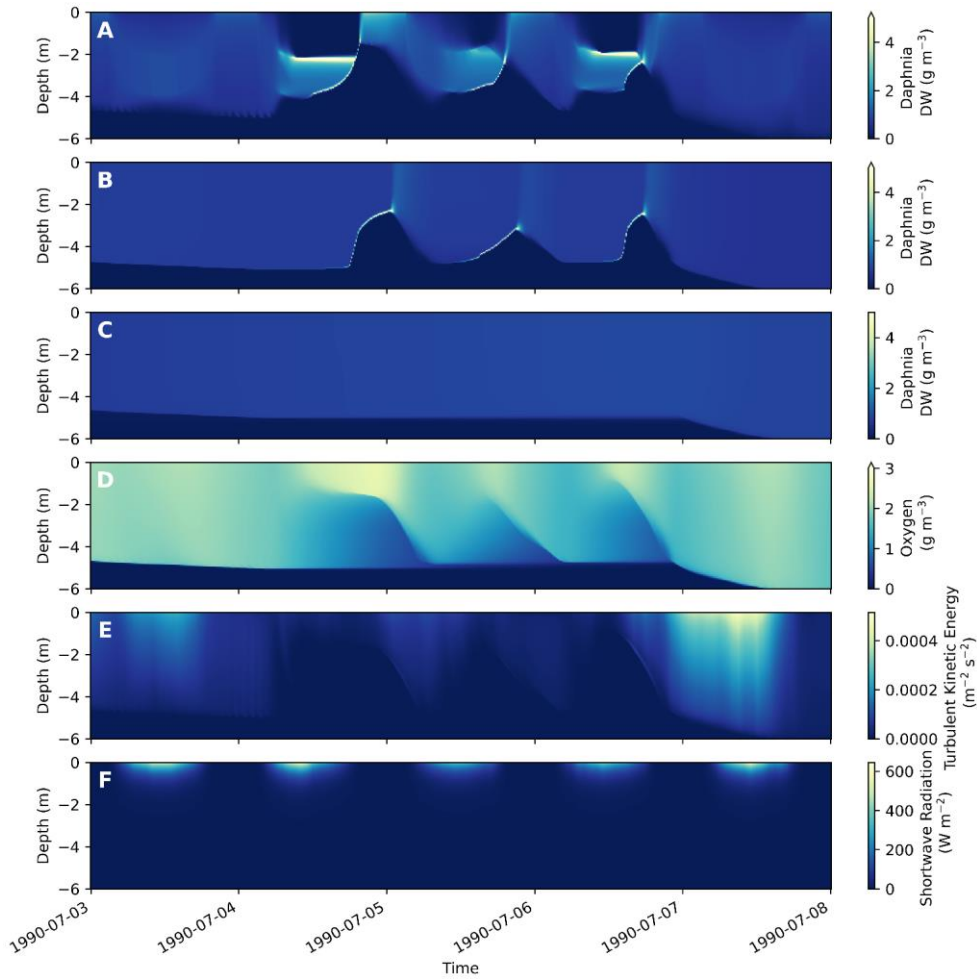 A
0
−2
−4
−6
Depth (m)
4
2
0
Daphnia
DW (g m⁻³)
B
0
−2
−4
−6
Depth (m)
4
2
0
Daphnia
DW (g m⁻³)
C
0
−2
−4
−6
Depth (m)
4
2
0
Daphnia
DW (g m⁻³)
D
0
−2
−4
−6
Depth (m)
3
2
1
0
Oxygen
(g m⁻³)
E
0
−2
−4
−6
Depth (m)
0.0004
0.0002
0.0000
Turbulent Kinetic Energy
(m⁻² s⁻²)
F
0
−2
−4
−6
Depth (m)
600
400
200
0
Shortwave Radiation
(W m⁻²)
1990-07-03
1990-07-04
1990-07-05
1990-07-06
1990-07-07
1990-07-08
Time